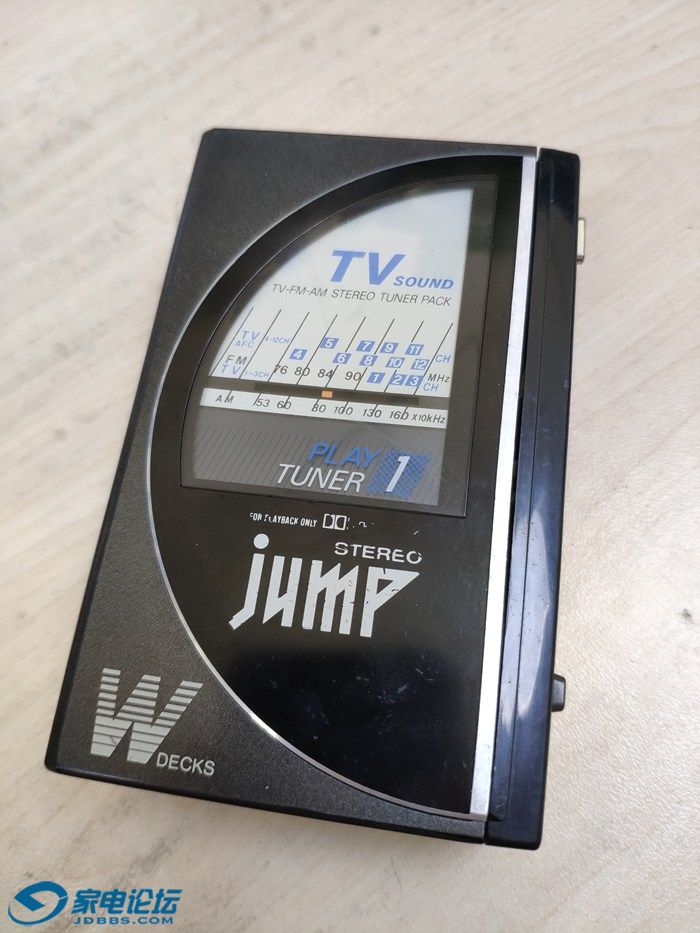 TV SOUND
TV-FM-AM STEREO TUNER PACK
TV AFC 4-12CH 4 5 6 7 8 9 10 11 12 CH
FM 76 80 84 90 MHz
TV 1-3CH 1 2 3 CH
AM 53 60 80 100 130 160 X10kHz
PLAY
TUNER 1
FOR PLAYBACK ONLY
STEREO
jump
W DECKS
家电论坛
JDBBS.COM